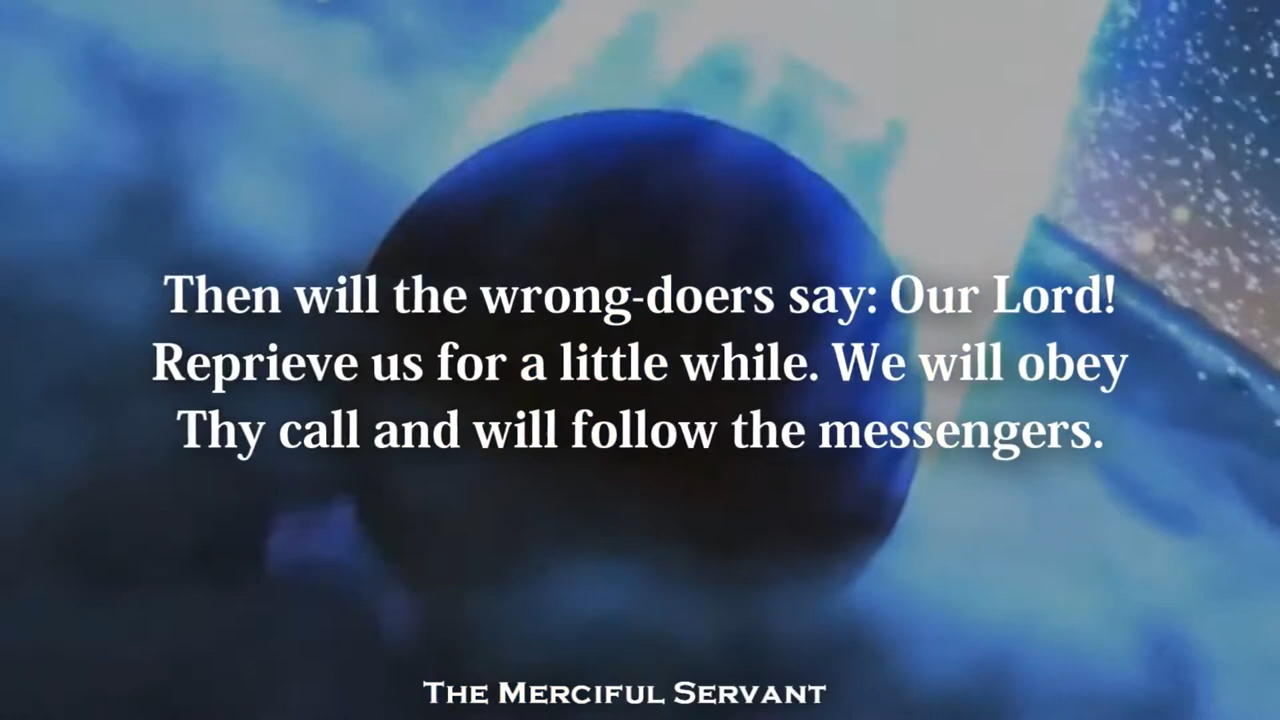 Then will the wrong-doers say: Our Lord!
Reprieve us for a little while. We will obey
Thy call and will follow the messengers.
The Merciful Servant